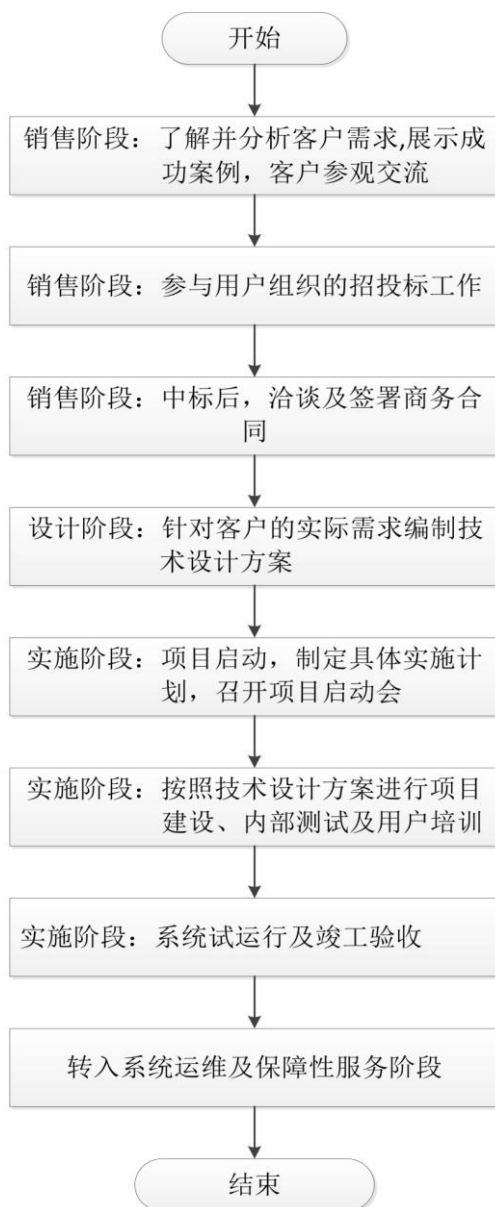 开始
销售阶段：了解并分析客户需求,展示成
功案例，客户参观交流
销售阶段：参与用户组织的招投标工作
销售阶段：中标后，洽谈及签署商务合
同
设计阶段：针对客户的实际需求编制技
术设计方案
实施阶段：项目启动，制定具体实施计
划，召开项目启动会
实施阶段：按照技术设计方案进行项目
建设、内部测试及用户培训
实施阶段：系统试运行及竣工验收
转入系统运维及保障性服务阶段
结束